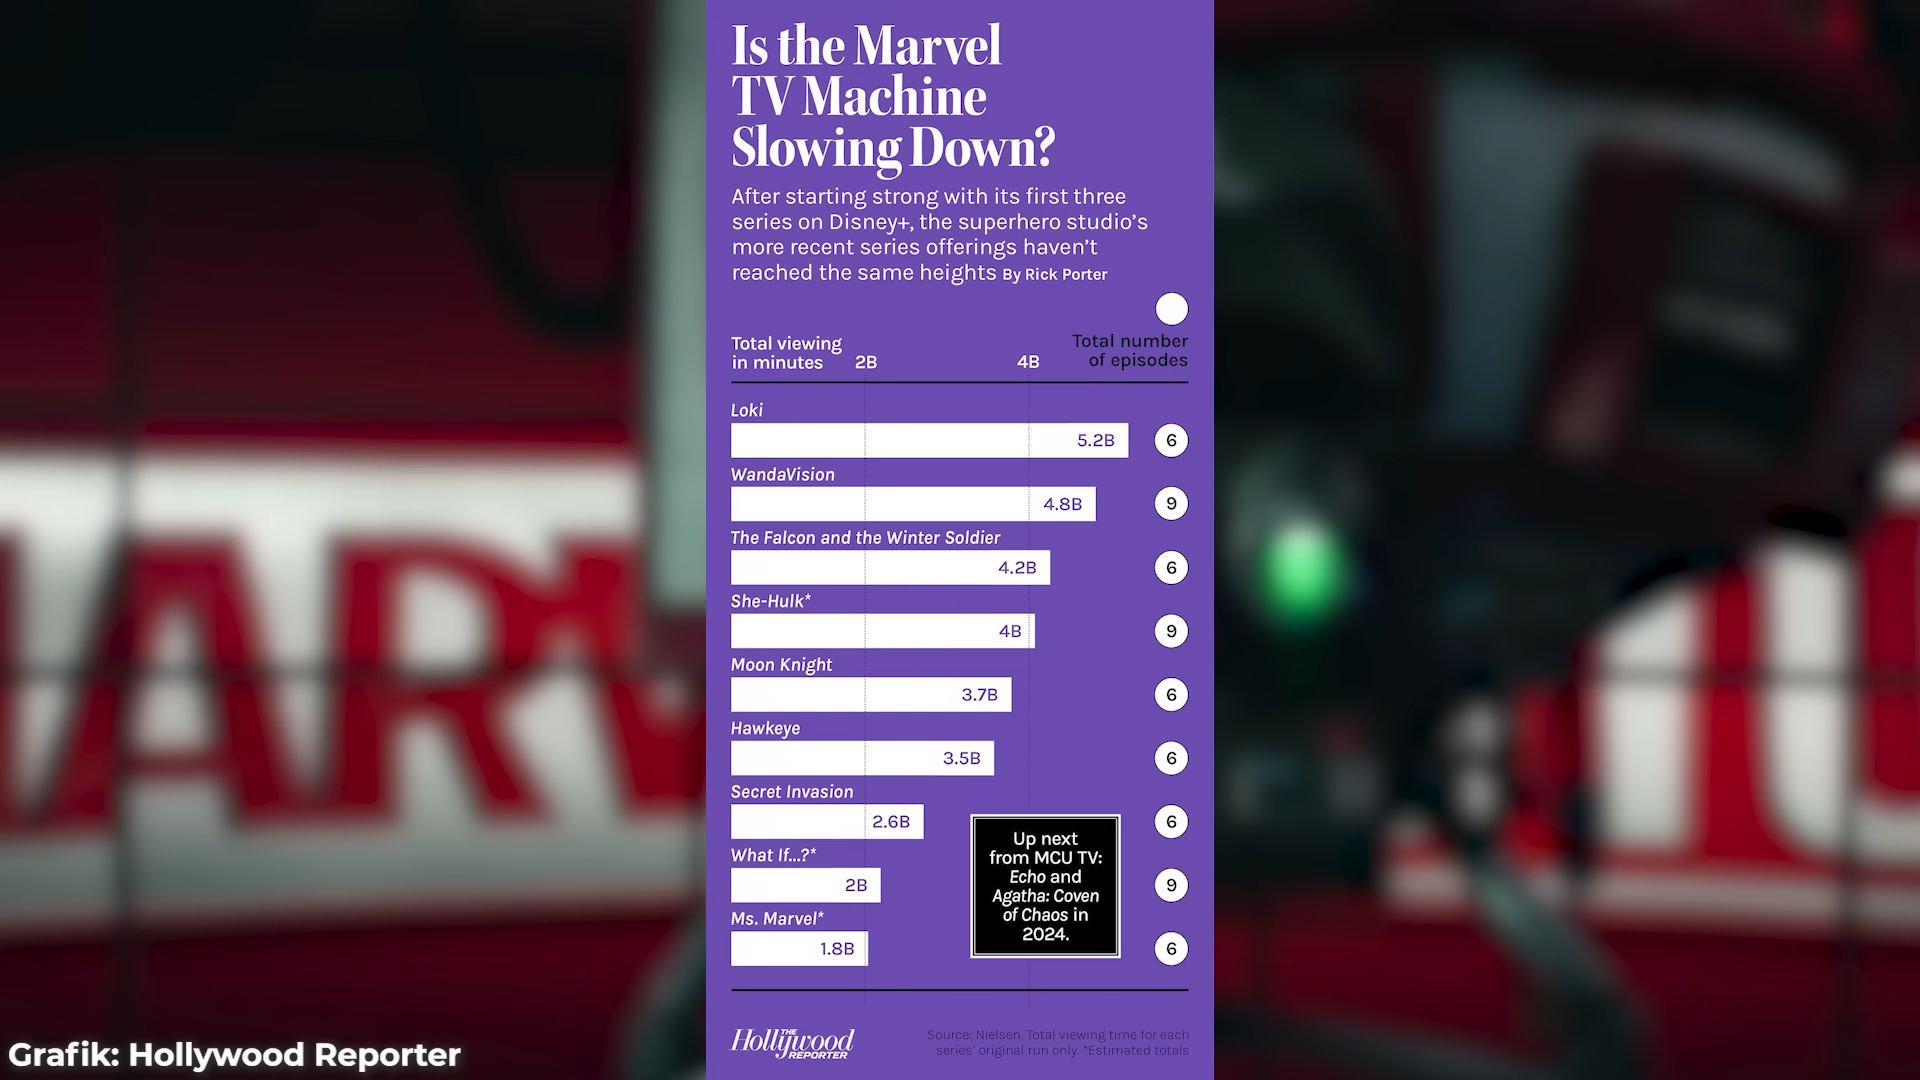 Is the Marvel
TV Machine
Slowing Down?
After starting strong with its first three
series on Disney+, the superhero studio’s
more recent series offerings haven’t
reached the same heights By Rick Porter
Total viewing
in minutes
2B
4B
Total number
of episodes
Loki
5.2B
6
WandaVision
4.8B
9
The Falcon and the Winter Soldier
4.2B
6
She-Hulk*
4B
9
Moon Knight
3.7B
6
Hawkeye
3.5B
6
Secret Invasion
2.6B
6
What If...?*
2B
9
Ms. Marvel*
1.8B
6
Up next
from MCU TV:
Echo and
Agatha: Coven
of Chaos in
2024.
The Hollywood
REPORTER
Source: Nielsen. Total viewing time for each
series’ original run only. *Estimated totals
Grafik: Hollywood Reporter
ARV